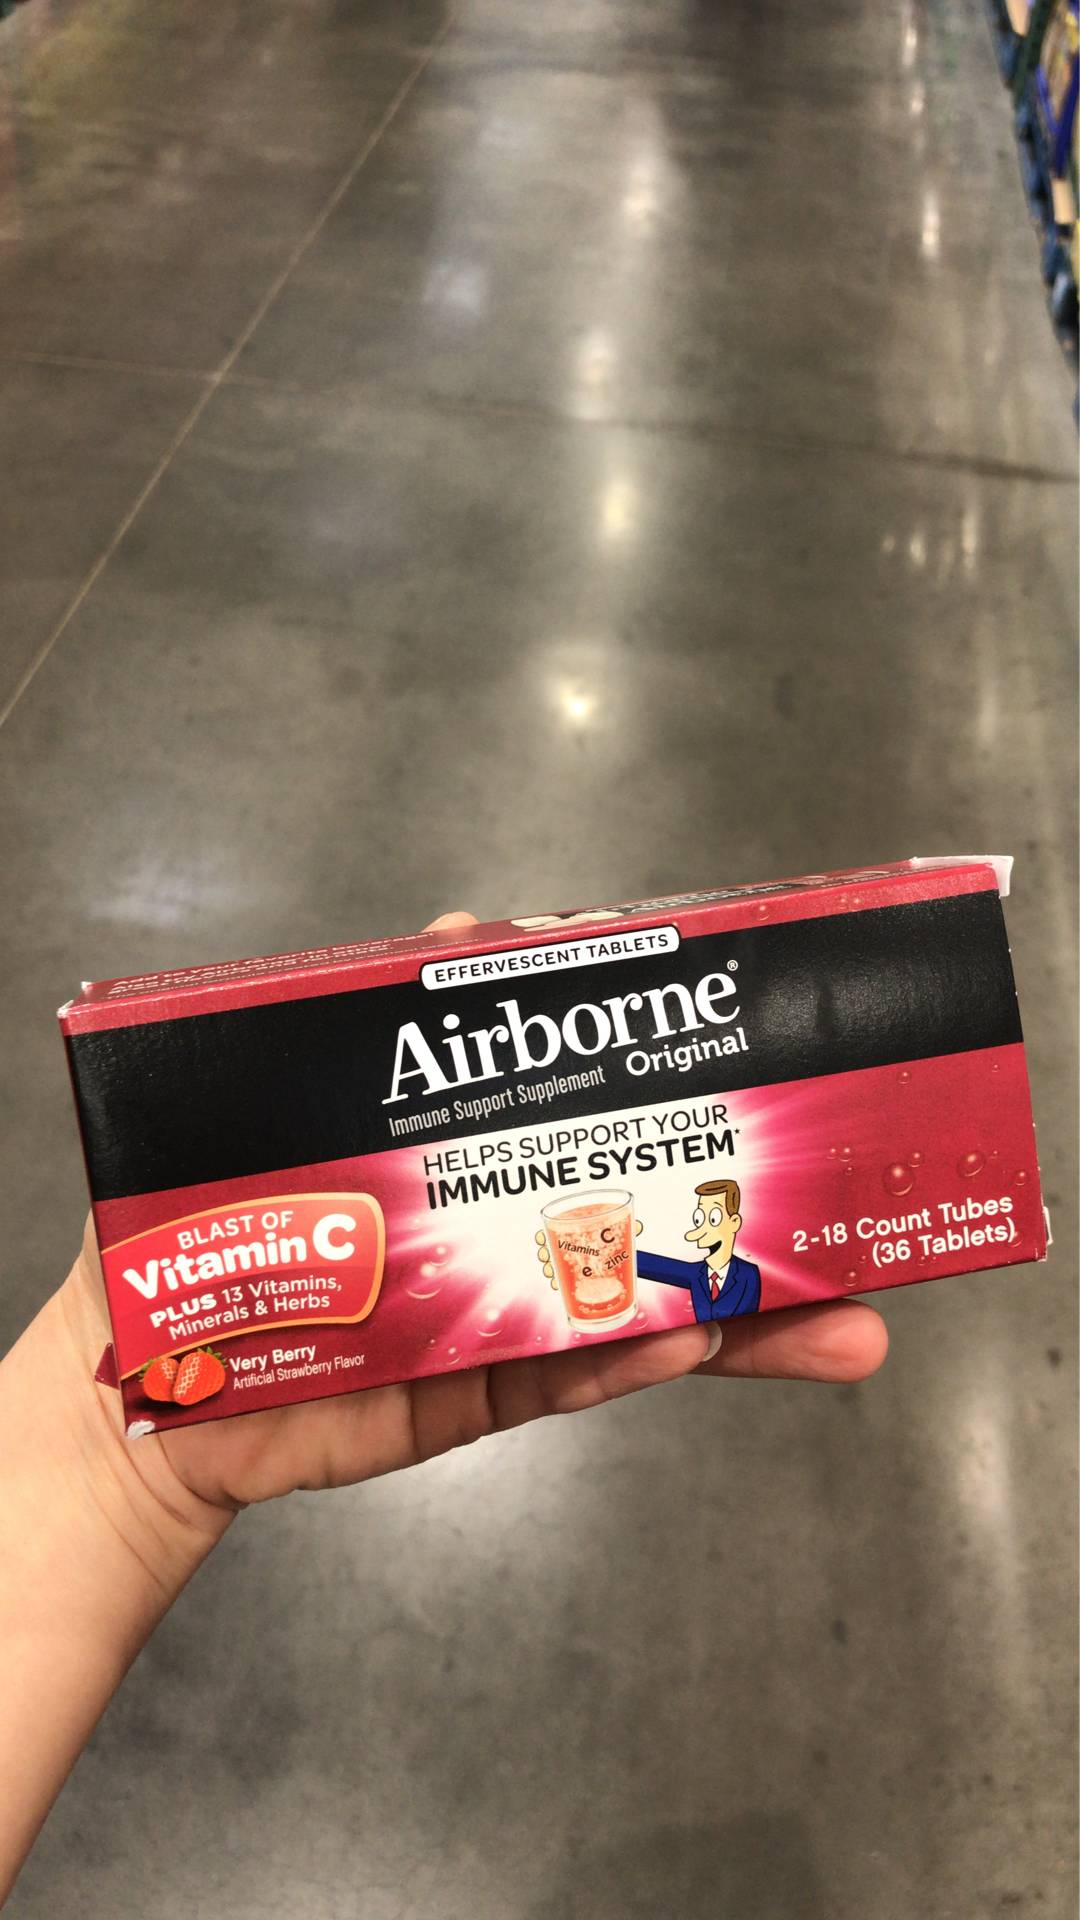 EFFERVESCENT TABLETS
Airborne®
Original
Immune Support Supplement
HELPS SUPPORT YOUR
IMMUNE SYSTEM*
BLAST OF
Vitamin C
PLUS 13 Vitamins,
Minerals & Herbs
Very Berry
Artificial Strawberry Flavor
Vitamins C
e zinc
2-18 Count Tubes
(36 Tablets)